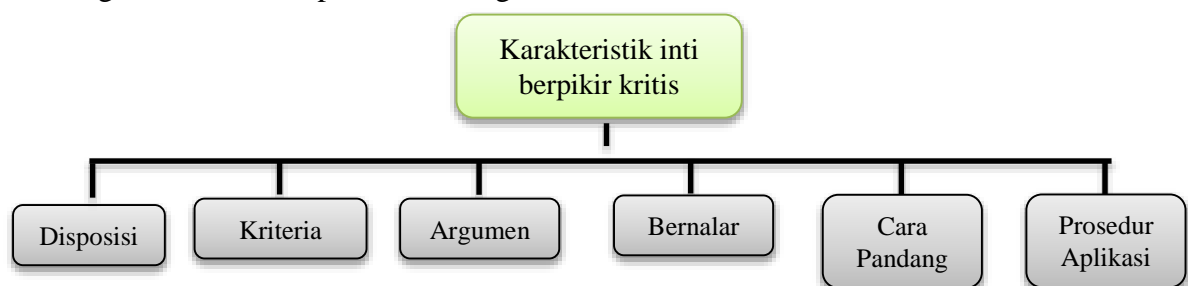 Karakteristik inti
berpikir kritis
Disposisi
Kriteria
Argumen
Bernalar
Cara
Pandang
Prosedur
Aplikasi